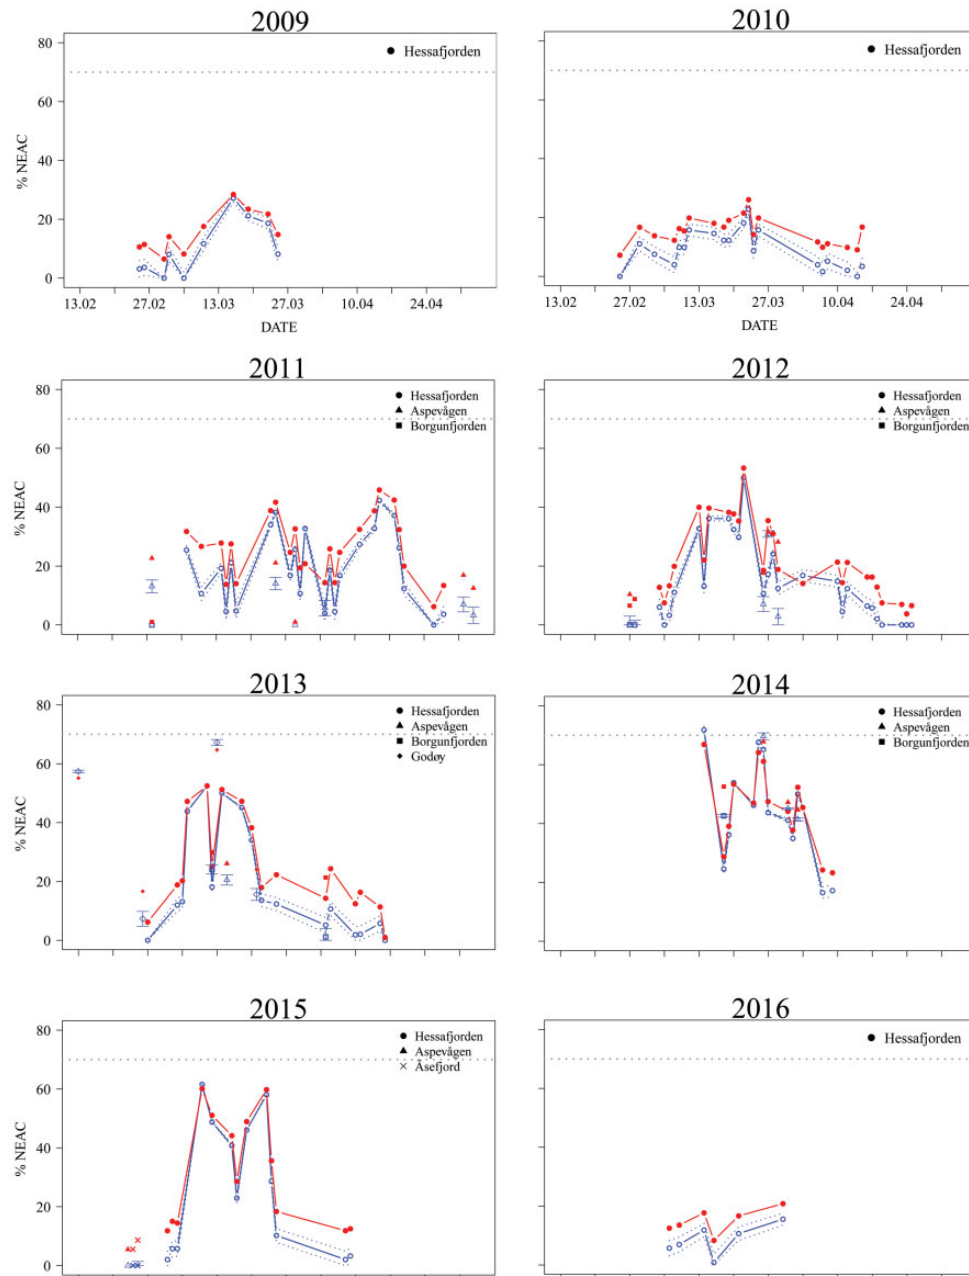 2009
80
60
40
20
0
% NEAC
Hessafjorden
13.02 27.02 13.03 27.03 10.04 24.04
DATE
2010
Hessafjorden
13.02 27.02 13.03 27.03 10.04 24.04
DATE
2011
80
60
40
20
0
% NEAC
Hessafjorden
Aspevågen
Borgunfjorden
2012
Hessafjorden
Aspevågen
Borgunfjorden
2013
80
60
40
20
0
% NEAC
Hessafjorden
Aspevågen
Borgunfjorden
Godøy
2014
Hessafjorden
Aspevågen
Borgunfjorden
2015
80
60
40
20
0
% NEAC
Hessafjorden
Aspevågen
Åsefjord
2016
Hessafjorden